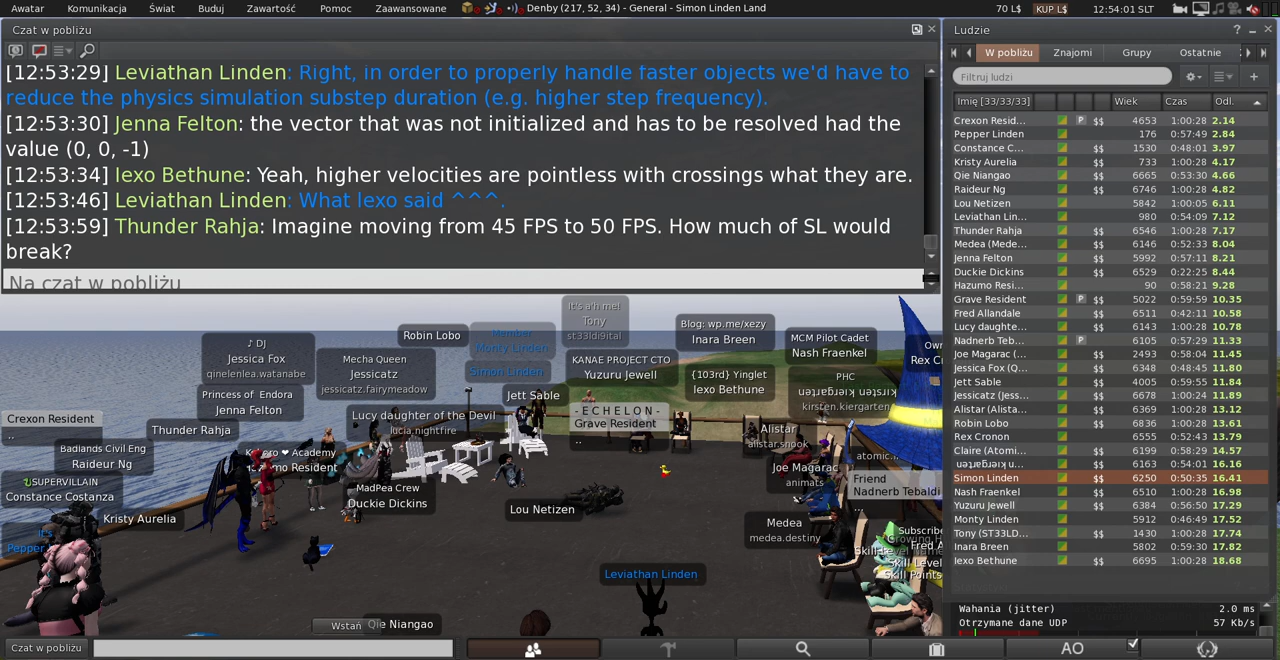 Awatar Komunikacja Świat Buduj Zawartość Pomoc Zaawansowane Denby (217, 52, 34) - General - Simon Linden Land 70 L$ KUP L$ 12:54:01 SLT
Czat w pobliżu
[12:53:29] Leviathan Linden: Right, in order to properly handle faster objects we'd have to
reduce the physics simulation substep duration (e.g. higher step frequency).
[12:53:30] Jenna Felton: the vector that was not initialized and has to be resolved had the
value (0, 0, -1)
[12:53:34] Iexo Bethune: Yeah, higher velocities are pointless with crossings what they are.
[12:53:46] Leviathan Linden: What Iexo said ^^^.
[12:53:59] Thunder Rahja: Imagine moving from 45 FPS to 50 FPS. How much of SL would
break?
Na czat w pobliżu
It's a'h me!
Tony
st33ldi9ital
Robin Lobo
Member
Monty Linden
Simon Linden
Blog: wp.me/xezy
Inara Breen
MCM Pilot Cadet
Nash Fraenkel
♪ DJ
Jessica Fox
qinelenlea.watanabe
Mecha Queen
Jessicatz
jessicatz.fairymeadow
KANAE PROJECT CTO
Yuzuru Jewell
{103rd} Yinglet
Iexo Bethune
PHC
kirsten.kiergarten
Princess of Endora
Jenna Felton
Jett Sable
- E C H E L O N -
Grave Resident
..
Crexon Resident
..
Lucy daughter of the Devil
lucia.nightfire
Thunder Rahja
Alistar
alistar.snook
Badlands Civil Eng
Raideur Ng
Academy
Resident
atomic...
Joe Magarac
animats
Friend
Nadnerb Tebaldi
...
SUPERVILLAIN
Constance Costanza
MadPea Crew
Duckie Dickins
Lou Netizen
Kristy Aurelia
Medea
medea.destiny
It's
Pepper
Subscribe
Fred A
Skill Level
Skill Points
Leviathan Linden
Wstań
Qie Niangao
Czat w pobliżu
AO
Ludzie
W pobliżu Znajomi Grupy Ostatnie
Filtruj ludzi
Imię [33/33/33] Wiek Czas Odl.
Crexon Resid... P $$ 4653 1:00:28 2.14
Pepper Linden 176 0:57:49 2.84
Constance C... $$ 1530 0:48:01 3.97
Kristy Aurelia $$ 733 1:00:28 4.17
Qie Niangao $$ 6665 0:53:30 4.66
Raideur Ng $$ 6746 1:00:28 4.82
Lou Netizen 5842 1:00:05 6.11
Leviathan Lin... 980 0:54:09 7.12
Thunder Rahja $$ 6546 1:00:28 7.17
Medea (Mede... $$ 6146 0:52:33 8.04
Jenna Felton $$ 5992 0:57:11 8.21
Duckie Dickins $$ 6529 0:22:25 8.44
Hazumo Resi... 90 0:58:21 9.28
Grave Resident P $$ 5022 0:59:59 10.35
Fred Allandale $$ 6511 0:42:11 10.58
Lucy daughte... $$ 6143 1:00:28 10.78
Nadnerb Teb... P 6105 0:57:29 11.33
Joe Magarac (... $$ 2493 0:58:04 11.45
Jessica Fox (Q... $$ 6348 0:48:45 11.80
Jett Sable $$ 4005 0:59:55 11.84
Jessicatz (Jess... $$ 6678 1:00:24 11.89
Alistar (Alista... $$ 6369 1:00:28 13.12
Robin Lobo $$ 6836 1:00:28 13.61
Rex Cronon 6555 0:52:43 13.79
Claire (Atomi... $$ 6199 0:58:29 14.57
$$ 6163 0:54:01 16.16
Simon Linden $$ 6250 0:50:35 16.41
Nash Fraenkel $$ 6510 1:00:28 16.98
Yuzuru Jewell $$ 6384 0:56:50 17.29
Monty Linden 5912 0:46:49 17.52
Tony (ST33LD... $$ 1430 1:00:28 17.74
Inara Breen 5802 0:59:30 17.82
Iexo Bethune $$ 6695 1:00:28 18.68
Wahania (jitter) 2.0 ms
Otrzymane dane UDP 57 Kb/s